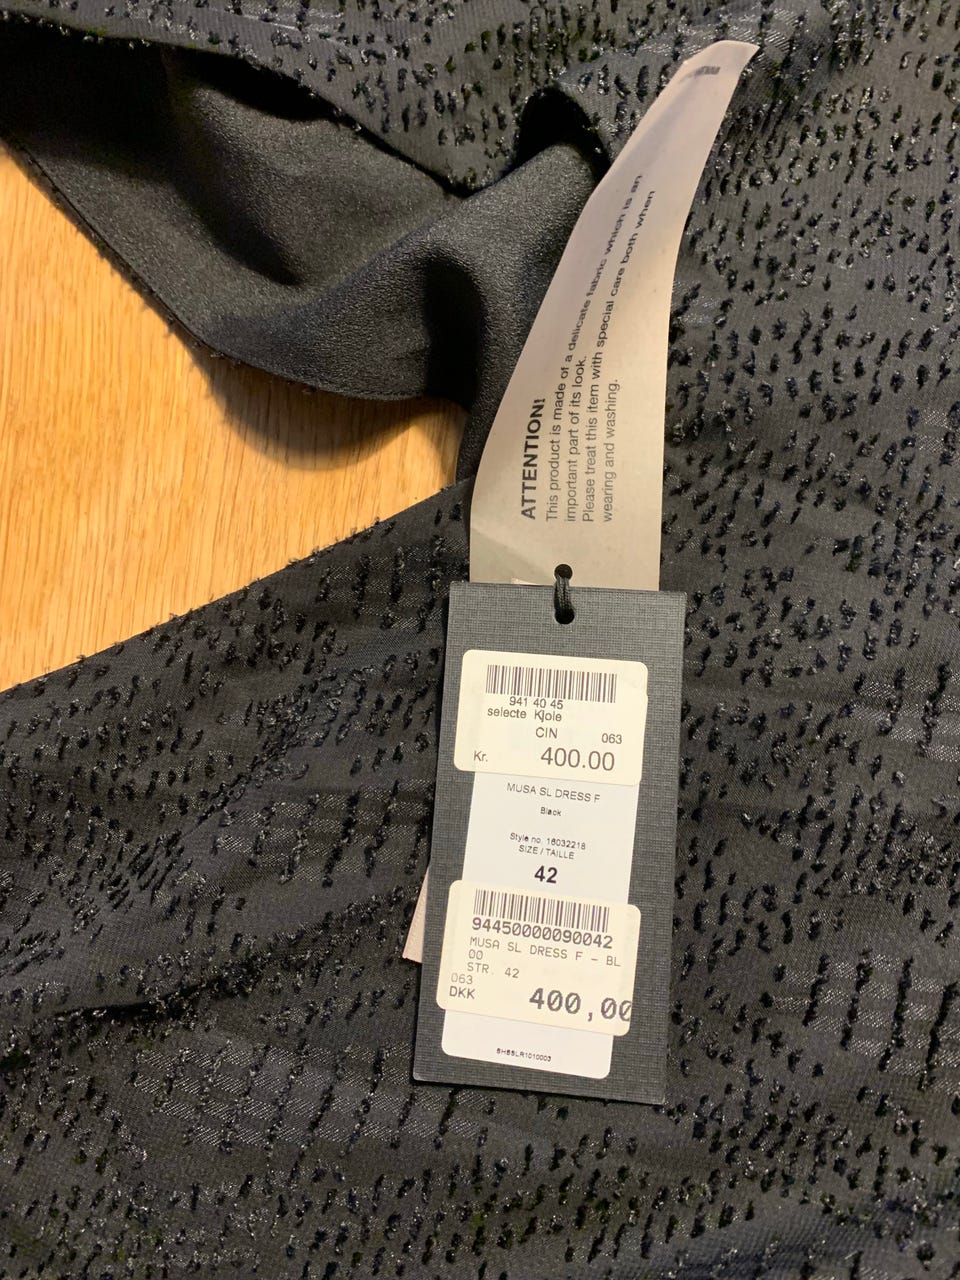 ATTENTION!
This product is made of a delicate fabric which is an
important part of its look.
Please treat this item with special care both when
wearing and washing.
941 40 45
selecte Kjole
CIN
063
Kr. 400.00
MUSA SL DRESS F
Black
Style no. 16032218
SIZE / TAILLE
42
94450000090042
MUSA SL DRESS F - BL
00
STR. 42
063
DKK 400,00
SHBSLR1010003